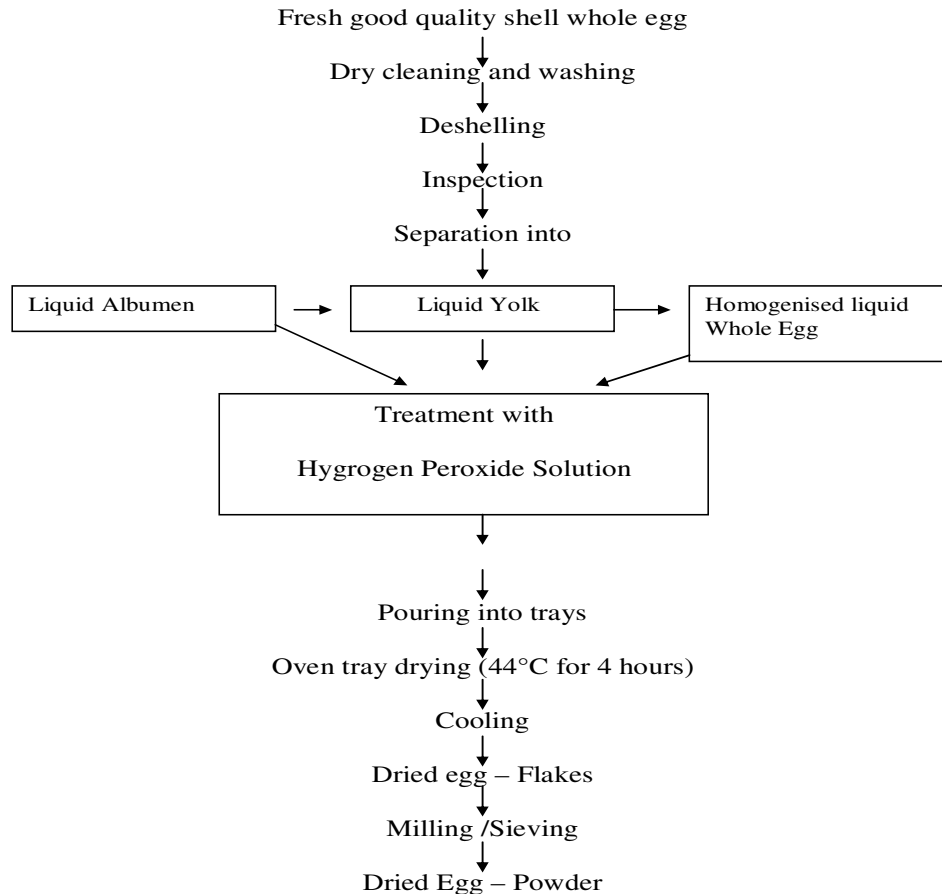 Fresh good quality shell whole egg
Dry cleaning and washing
Deshelling
Inspection
Separation into
Liquid Albumen
Liquid Yolk
Homogenised liquid
Whole Egg
Treatment with
Hygrogen Peroxide Solution
Pouring into trays
Oven tray drying (44°C for 4 hours)
Cooling
Dried egg – Flakes
Milling /Sieving
Dried Egg – Powder